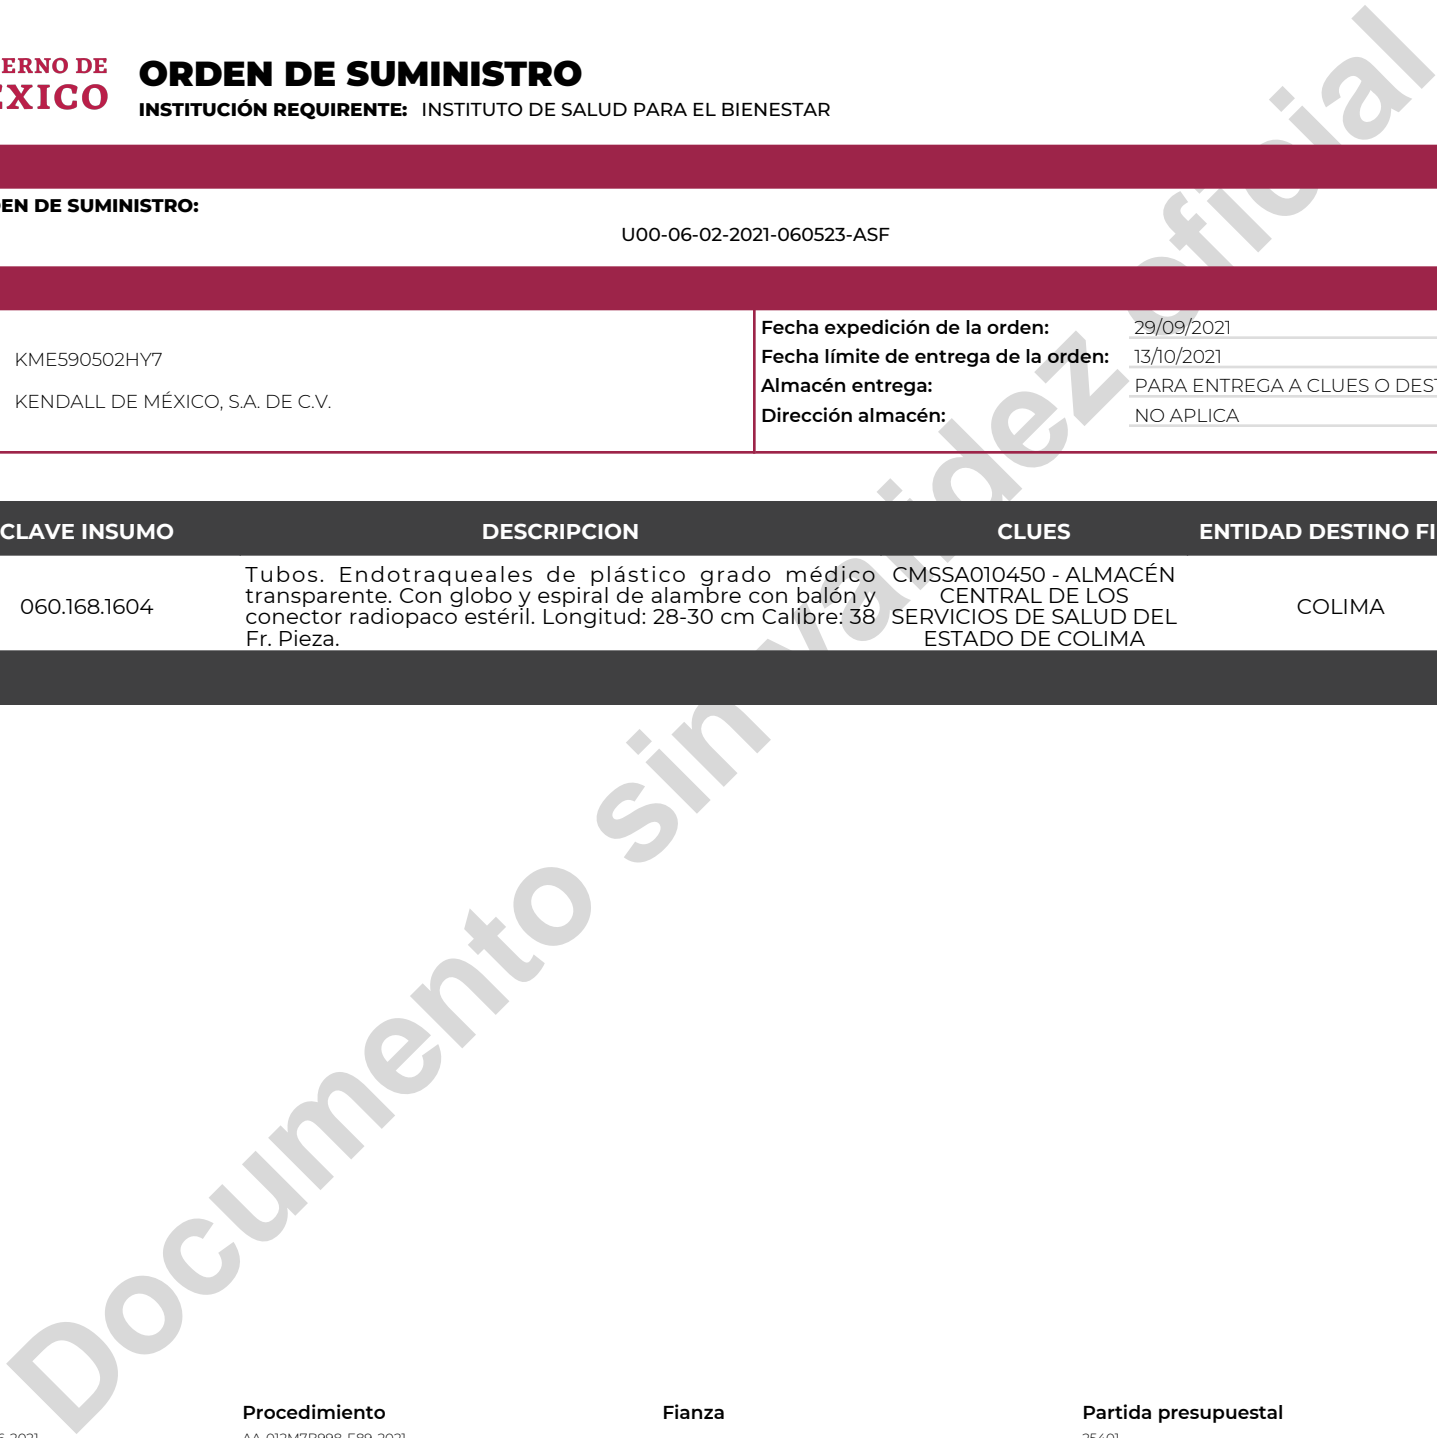 ERNO DE
ÉXICO
ORDEN DE SUMINISTRO
INSTITUCIÓN REQUIRENTE: INSTITUTO DE SALUD PARA EL BIENESTAR
EN DE SUMINISTRO:
U00-06-02-2021-060523-ASF
KME590502HY7
KENDALL DE MÉXICO, S.A. DE C.V.
Fecha expedición de la orden: 29/09/2021
Fecha límite de entrega de la orden: 13/10/2021
Almacén entrega: PARA ENTREGA A CLUES O DEST
Dirección almacén: NO APLICA
CLAVE INSUMO DESCRIPCION CLUES ENTIDAD DESTINO FI
060.168.1604
Tubos. Endotraqueales de plástico grado médico
transparente. Con globo y espiral de alambre con balón y
conector radiopaco estéril. Longitud: 28-30 cm Calibre: 38
Fr. Pieza.
CMSSA010450 - ALMACÉN
CENTRAL DE LOS
SERVICIOS DE SALUD DEL
ESTADO DE COLIMA
COLIMA
Documento sin validez oficial
Procedimiento Fianza Partida presupuestal